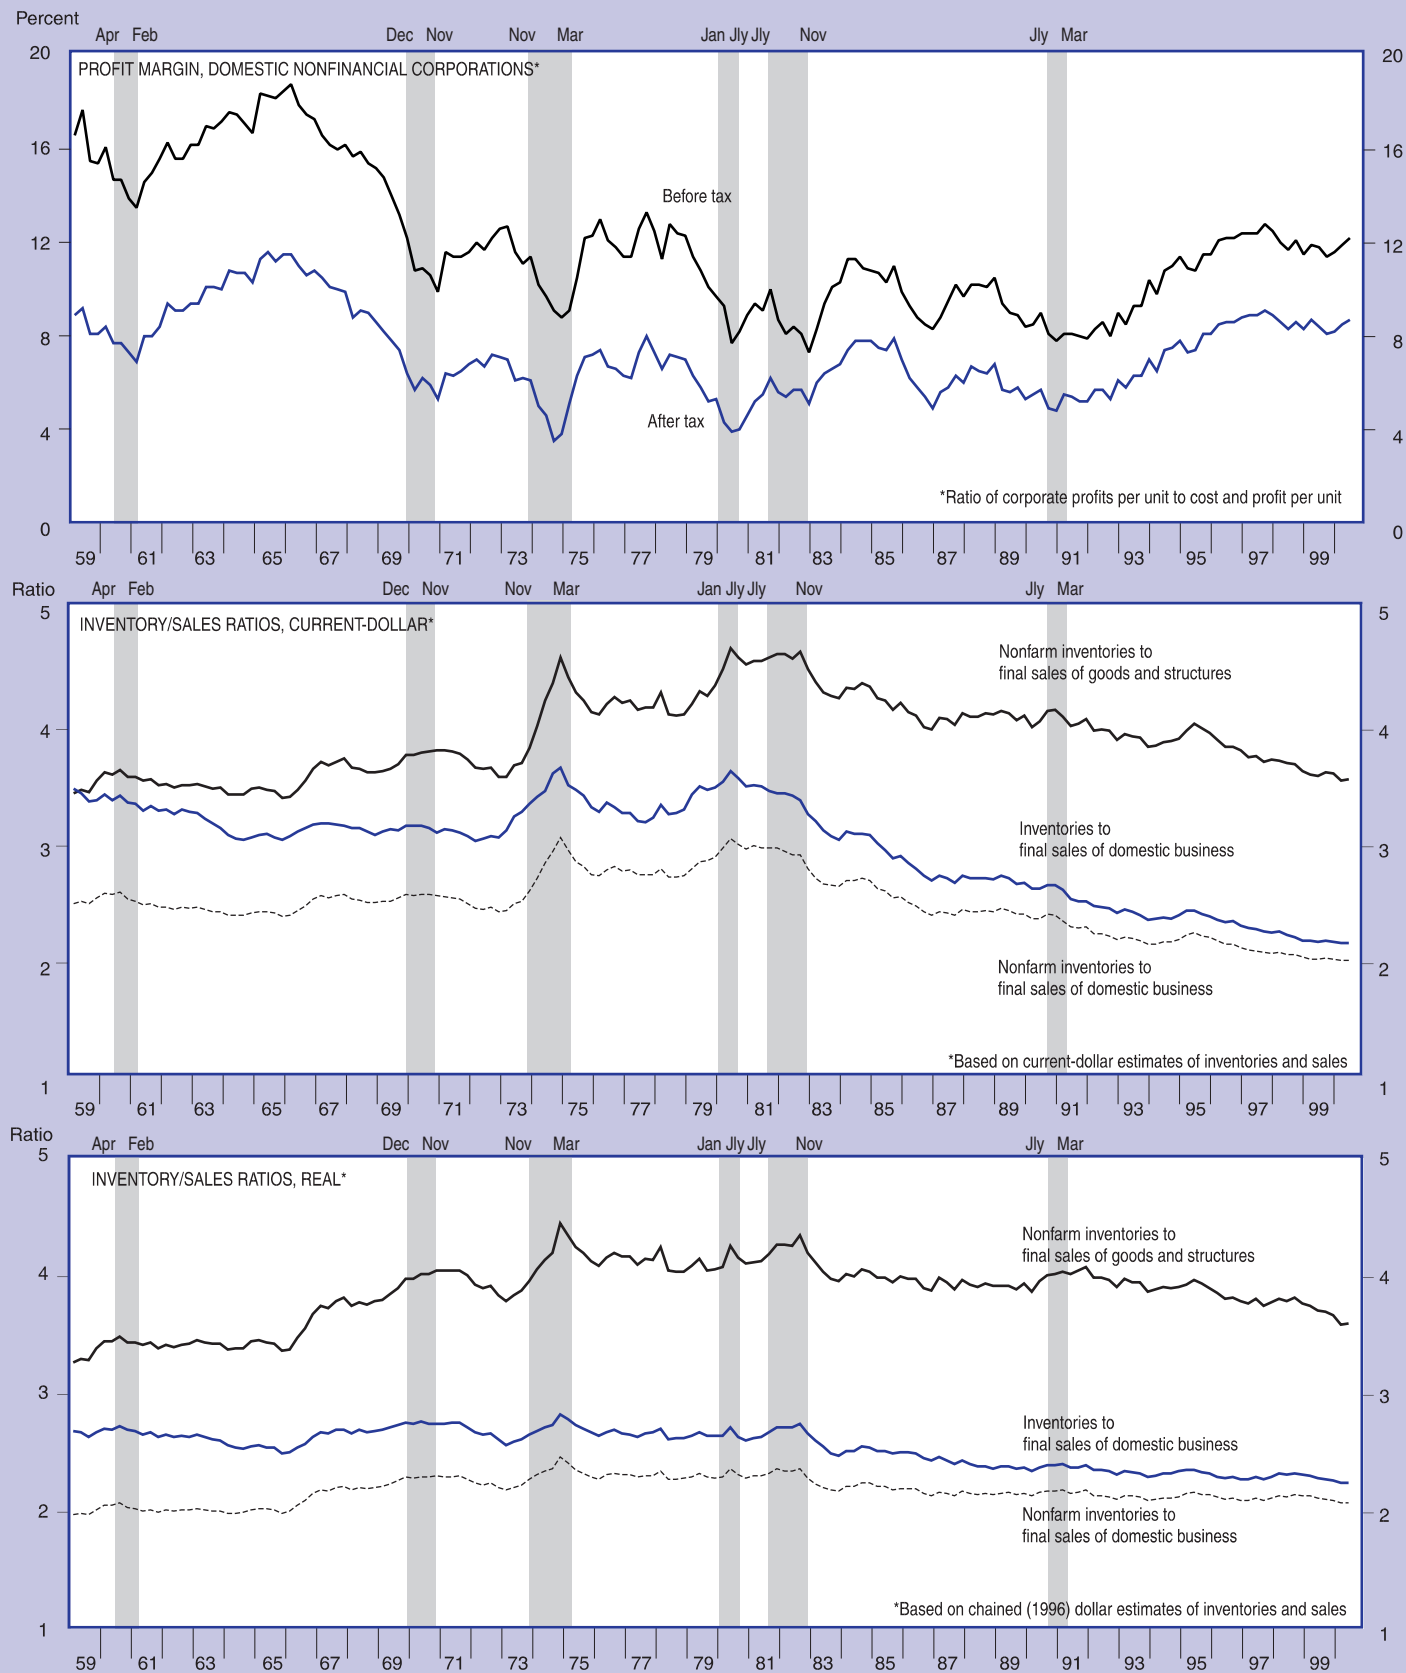 Percent
Apr Feb Dec Nov Nov Mar Jan Jly Jly Nov Jly Mar
20 20
PROFIT MARGIN, DOMESTIC NONFINANCIAL CORPORATIONS*
16 16
Before tax
12 12
8 8
After tax
4 4
*Ratio of corporate profits per unit to cost and profit per unit
0 0
59 61 63 65 67 69 71 73 75 77 79 81 83 85 87 89 91 93 95 97 99
Ratio
Apr Feb Dec Nov Nov Mar Jan Jly Jly Nov Jly Mar
5 5
INVENTORY/SALES RATIOS, CURRENT-DOLLAR*
Nonfarm inventories to
final sales of goods and structures
4 4
Inventories to
final sales of domestic business
3 3
Nonfarm inventories to
final sales of domestic business
2 2
*Based on current-dollar estimates of inventories and sales
1 1
59 61 63 65 67 69 71 73 75 77 79 81 83 85 87 89 91 93 95 97 99
Ratio
Apr Feb Dec Nov Nov Mar Jan Jly Jly Nov Jly Mar
5 5
INVENTORY/SALES RATIOS, REAL*
Nonfarm inventories to
final sales of goods and structures
4 4
3 3
Inventories to
final sales of domestic business
2 2
Nonfarm inventories to
final sales of domestic business
*Based on chained (1996) dollar estimates of inventories and sales
1 1
59 61 63 65 67 69 71 73 75 77 79 81 83 85 87 89 91 93 95 97 99